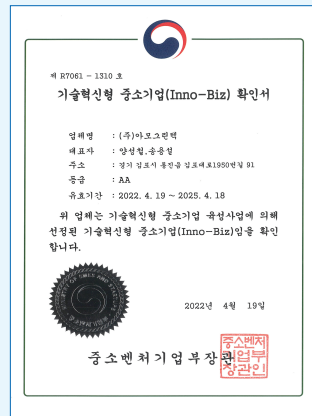 제 R7061 - 1310 호
기술혁신형 중소기업(Inno-Biz) 확인서
업체명 : (주)아모그린텍
대표자 : 양성철,송용설
주소 : 경기 김포시 통진읍 김포대로1950번길 91
등급 : AA
유효기간 : 2022. 4. 19 ~ 2025. 4. 18
위 업체는 기술혁신형 중소기업 육성사업에 의해
선정된 기술혁신형 중소기업(Inno-Biz)임을 확인
합니다.
2022년 4월 19일
중소벤처기업부장관
중소벤처
기업부
장관인